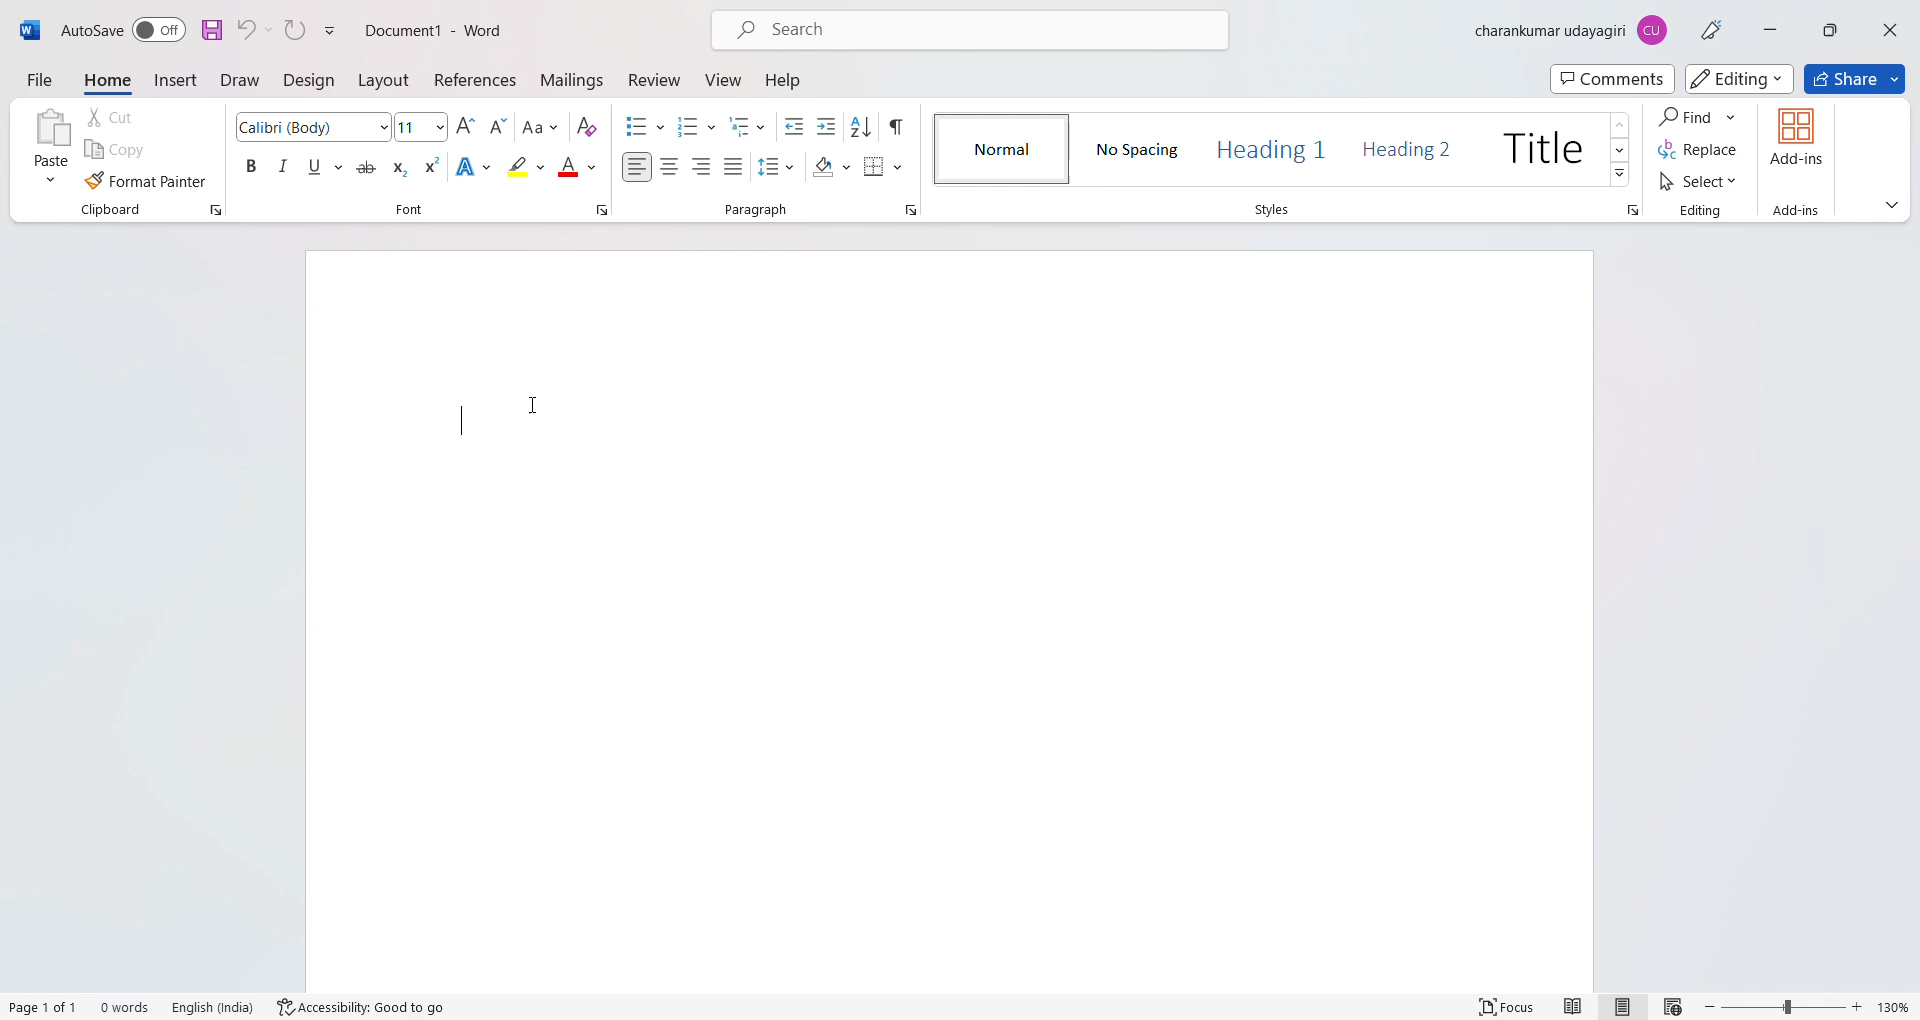 AutoSave Off Document1 - Word Search charankumar udayagiri CU
File Home Insert Draw Design Layout References Mailings Review View Help Comments Editing Share
Paste
Cut
Copy
Format Painter
Clipboard
Calibri (Body) 11 Aa
B I U ab x₂ x² A A
Font
Paragraph
Normal No Spacing Heading 1 Heading 2 Title
Styles
Find
Replace
Select
Editing
Add-ins
Add-ins
Page 1 of 1 0 words English (India) Accessibility: Good to go Focus 130%